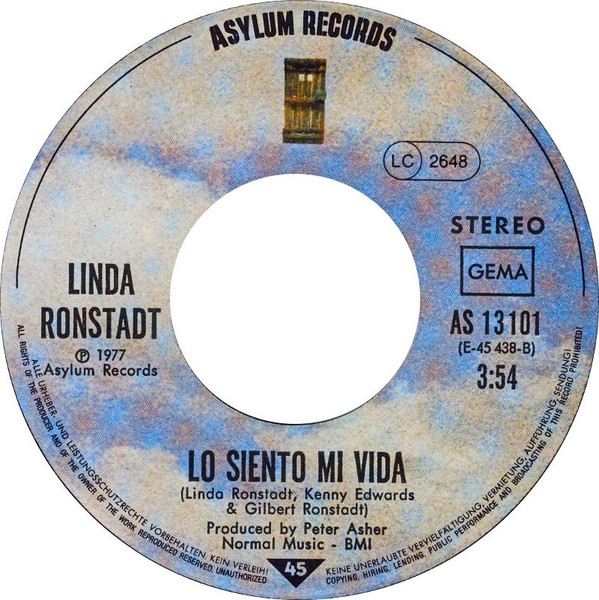 ASYLUM RECORDS
LC 2648
STEREO
GEMA
LINDA
RONSTADT
℗ 1977
Asylum Records
AS 13101
(E-45 438-B)
3:54
LO SIENTO MI VIDA
(Linda Ronstadt, Kenny Edwards
& Gilbert Ronstadt)
Produced by Peter Asher
Normal Music - BMI
45
ALLE URHEBER- UND LEISTUNGSSCHUTZRECHTE VORBEHALTEN. KEIN VERLEIH!
KEINE UNERLAUBTE VERVIELFÄLTIGUNG, VERMIETUNG, AUFFÜHRUNG, SENDUNG!
ALL RIGHTS OF THE PRODUCER AND OF THE OWNER OF THE WORK REPRODUCED RESERVED. UNAUTHORIZED
COPYING, HIRING, LENDING, PUBLIC PERFORMANCE AND BROADCASTING OF THIS RECORD PROHIBITED!